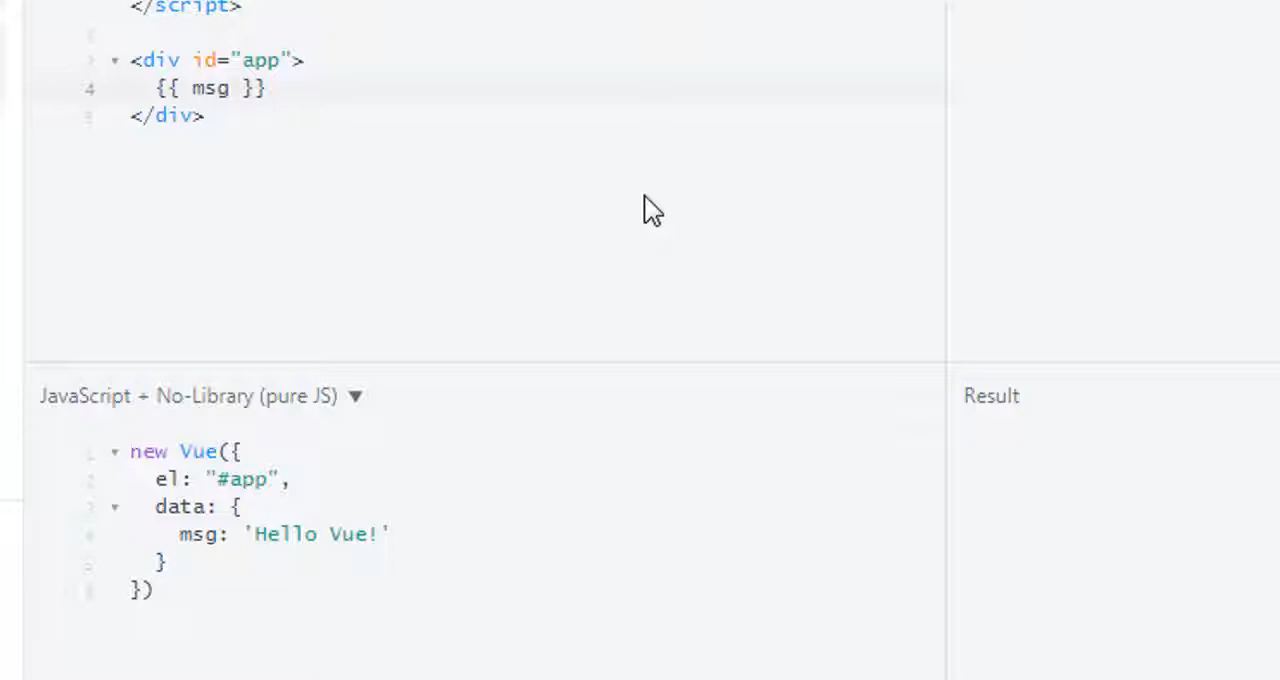 </script>
<div id="app">
4 {{ msg }}
</div>
JavaScript + No-Library (pure JS) ▼
Result
new Vue({
el: "#app",
data: {
msg: 'Hello Vue!'
}
})